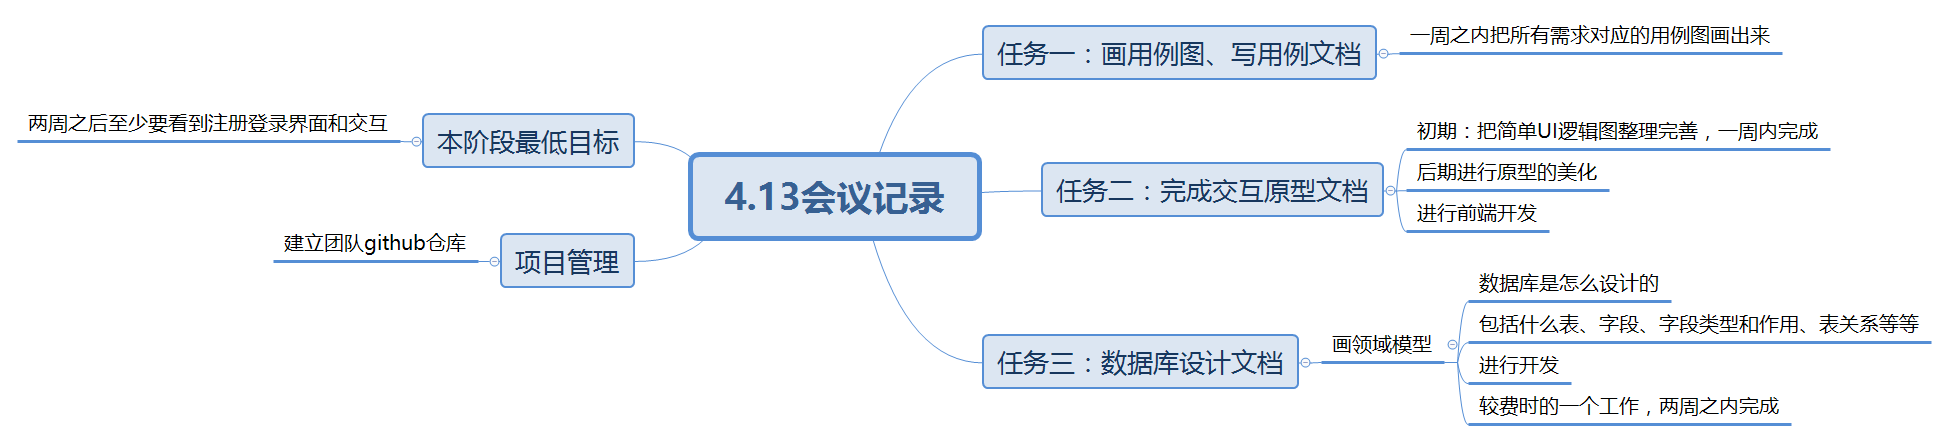 4.13会议记录
任务一：画用例图、写用例文档
一周之内把所有需求对应的用例图画出来
任务二：完成交互原型文档
初期：把简单UI逻辑图整理完善，一周内完成
后期进行原型的美化
进行前端开发
任务三：数据库设计文档
画领域模型
数据库是怎么设计的
包括什么表、字段、字段类型和作用、表关系等等
进行开发
较费时的一个工作，两周之内完成
本阶段最低目标
两周之后至少要看到注册登录界面和交互
项目管理
建立团队github仓库